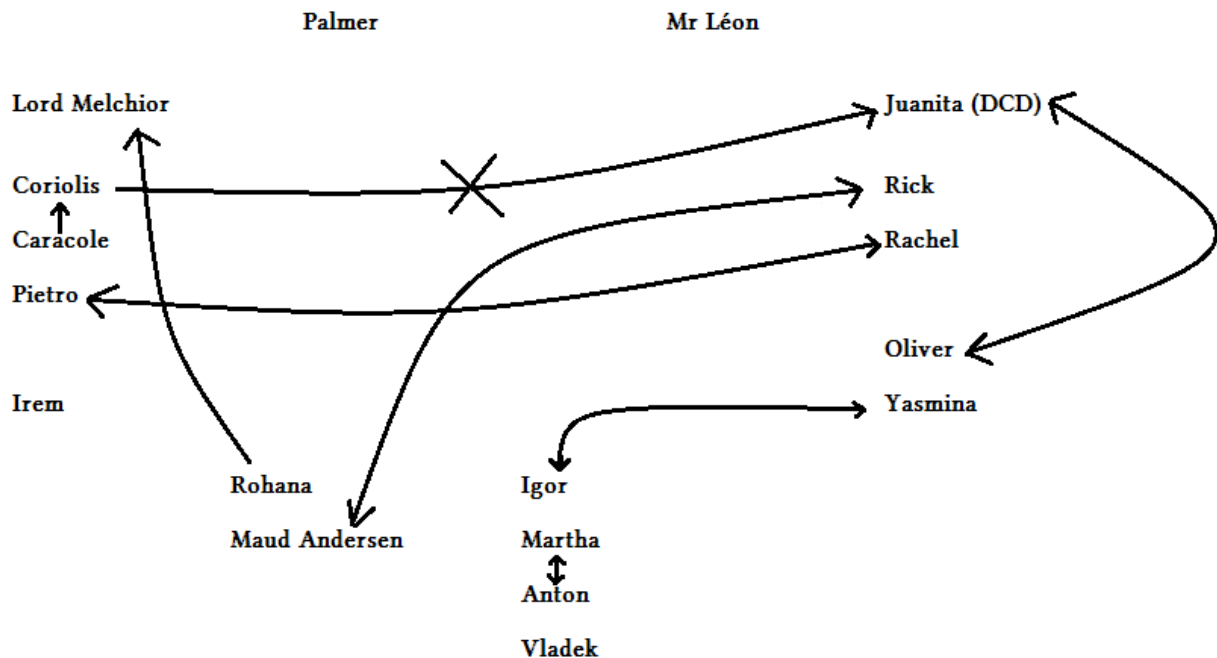 Palmer
Mr Léon
Lord Melchior
Juanita (DCD)
Coriolis
Rick
Caracole
Rachel
Pietro
Oliver
Irem
Yasmina
Rohana
Igor
Maud Andersen
Martha
Anton
Vladek